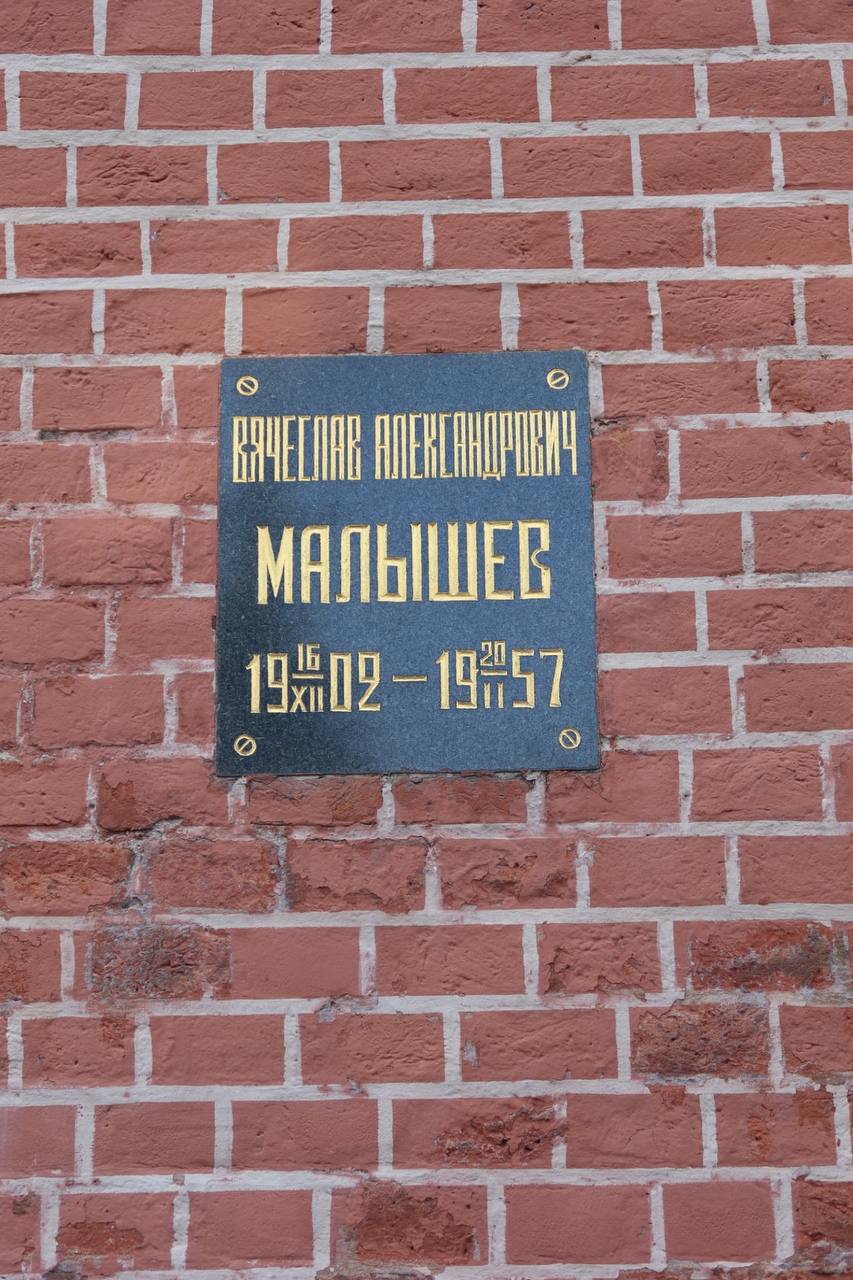 ВЯЧЕСЛАВ АЛЕКСАНДРОВИЧ
МАЛЫШЕВ
19 16/XII 02 — 19 20/II 57